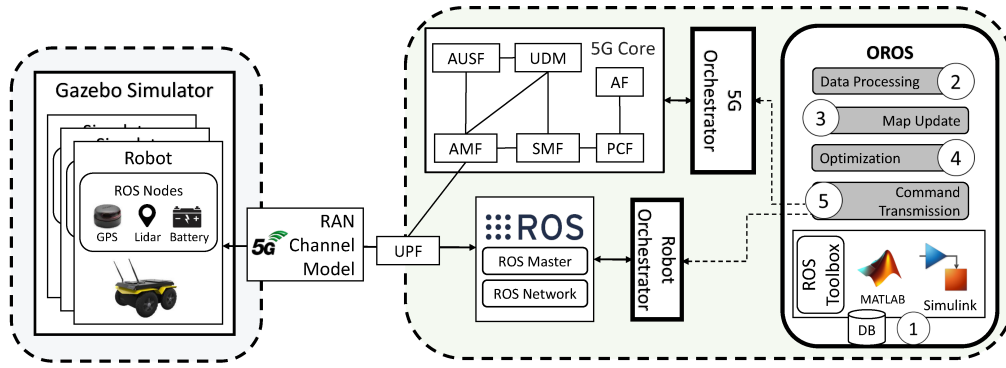 Gazebo Simulator
Robot
ROS Nodes
GPS
Lidar
Battery
5G
RAN
Channel
Model
UPF
5G Core
AUSF
UDM
AF
AMF
SMF
PCF
5G
Orchestrator
ROS
ROS Master
ROS Network
Robot
Orchestrator
OROS
Data Processing
2
3
Map Update
Optimization
4
5
Command
Transmission
ROS
Toolbox
MATLAB
Simulink
DB
1